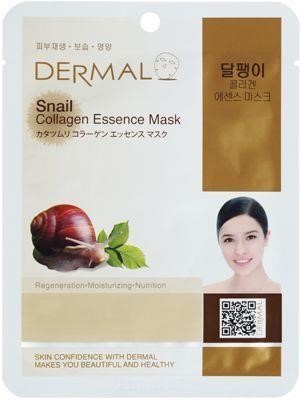 피부재생 • 보습 • 영양
DERMAL
Snail
Collagen Essence Mask
カタツムリ コラーゲン エッセンス マスク
달팽이
콜라겐
에센스 마스크
Regeneration•Moisturizing•Nutrition
DERMAL
SKIN CONFIDENCE WITH DERMAL
MAKES YOU BEAUTIFUL AND HEALTHY